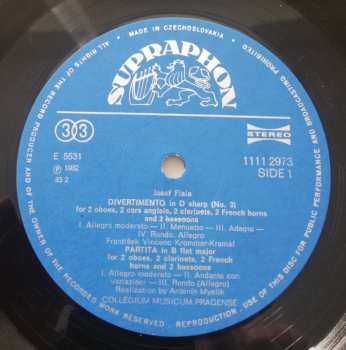 MADE IN CZECHOSLOVAKIA
ALL RIGHTS OF THE RECORD PRODUCER AND OF THE OWNER OF THE RECORDED WORK RESERVED. REPRODUCTION, USE OF THIS DISC FOR PUBLIC PERFORMANCE AND BROADCASTING PROHIBITED
SUPRAPHON
33
STEREO
E 5531
℗ 1982
83 2
1111 2973
SIDE 1
Josef Fiala
DIVERTIMENTO in D sharp (No. 3)
for 2 oboes, 2 cors anglais, 2 clarinets, 2 French horns
and 2 bassoons
I. Allegro moderato – II. Menuetto – III. Adagio –
IV. Rondo. Allegro
František Vincenc Krommer-Kramář
PARTITA in B flat major
for 2 oboes, 2 clarinets, 2 French
horns and 2 bassoons
I. Allegro moderato – II. Andante con
variazioni – III. Rondo (Allegro)
Realization by Antonín Myslík
COLLEGIUM MUSICUM PRAGENSE